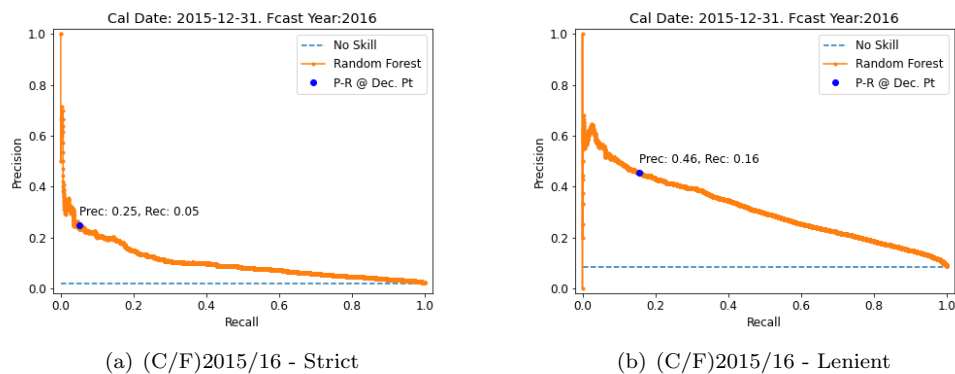 Cal Date: 2015-12-31. Fcast Year:2016
1.0
0.8
0.6
0.4
0.2
0.0
Precision
No Skill
Random Forest
P-R @ Dec. Pt
Prec: 0.25, Rec: 0.05
0.0 0.2 0.4 0.6 0.8 1.0
Recall
(a) (C/F)2015/16 - Strict
Cal Date: 2015-12-31. Fcast Year:2016
1.0
0.8
0.6
0.4
0.2
0.0
Precision
No Skill
Random Forest
P-R @ Dec. Pt
Prec: 0.46, Rec: 0.16
0.0 0.2 0.4 0.6 0.8 1.0
Recall
(b) (C/F)2015/16 - Lenient